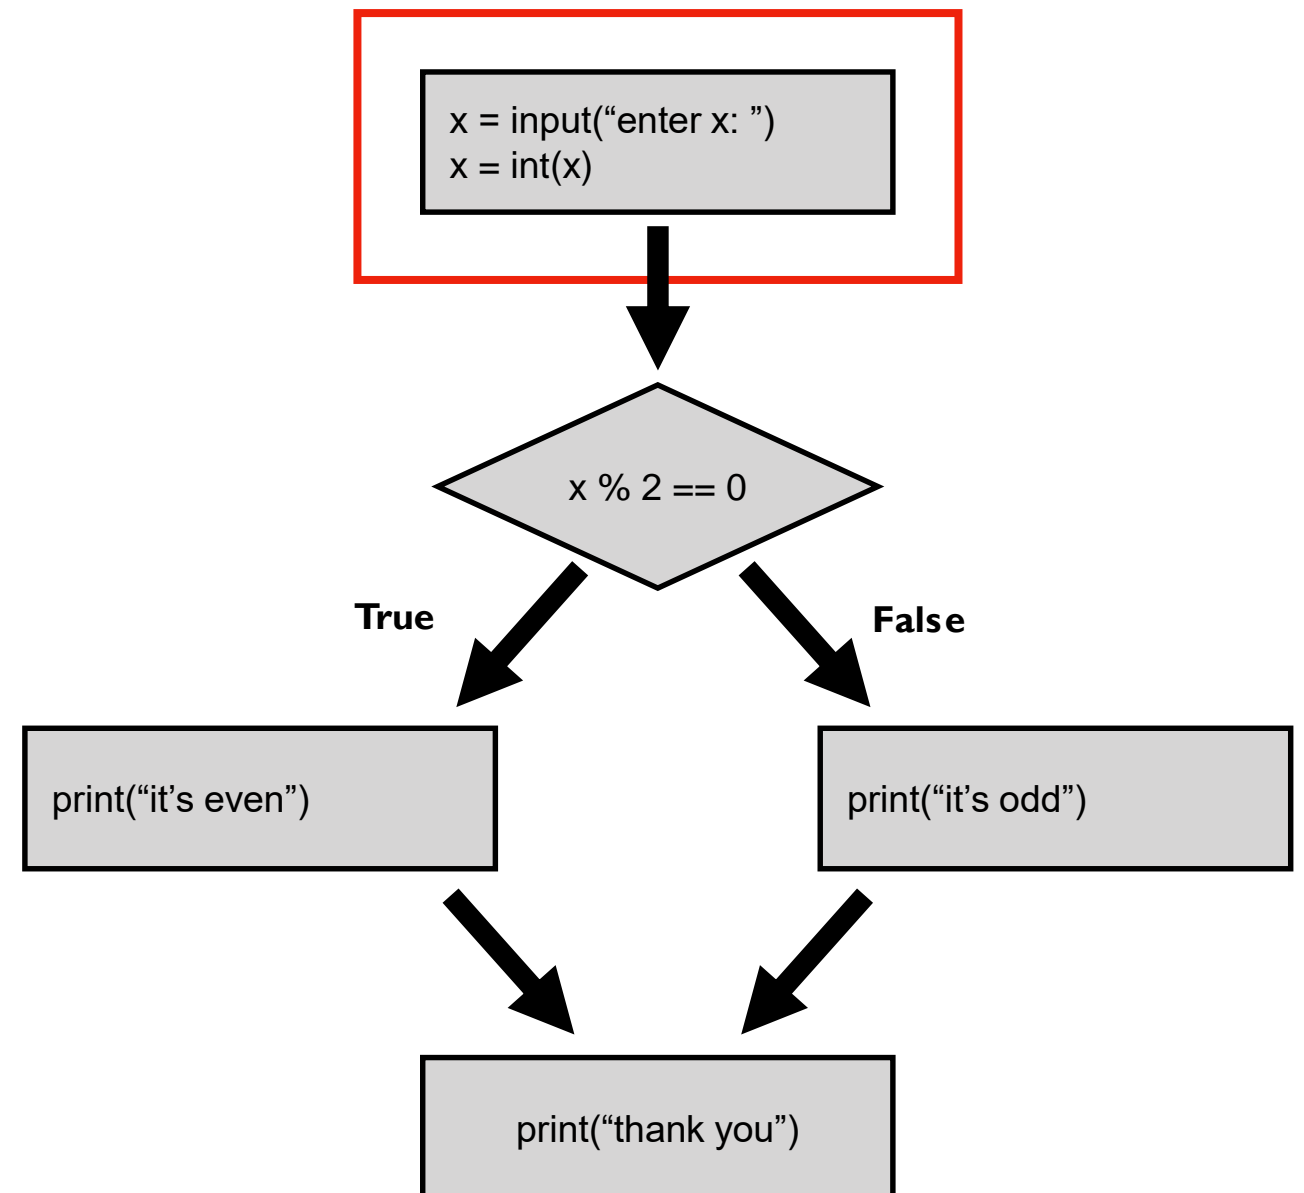 x = input(“enter x: ”)
x = int(x)
x % 2 == 0
True
False
print(“it’s even”)
print(“it’s odd”)
print(“thank you”)